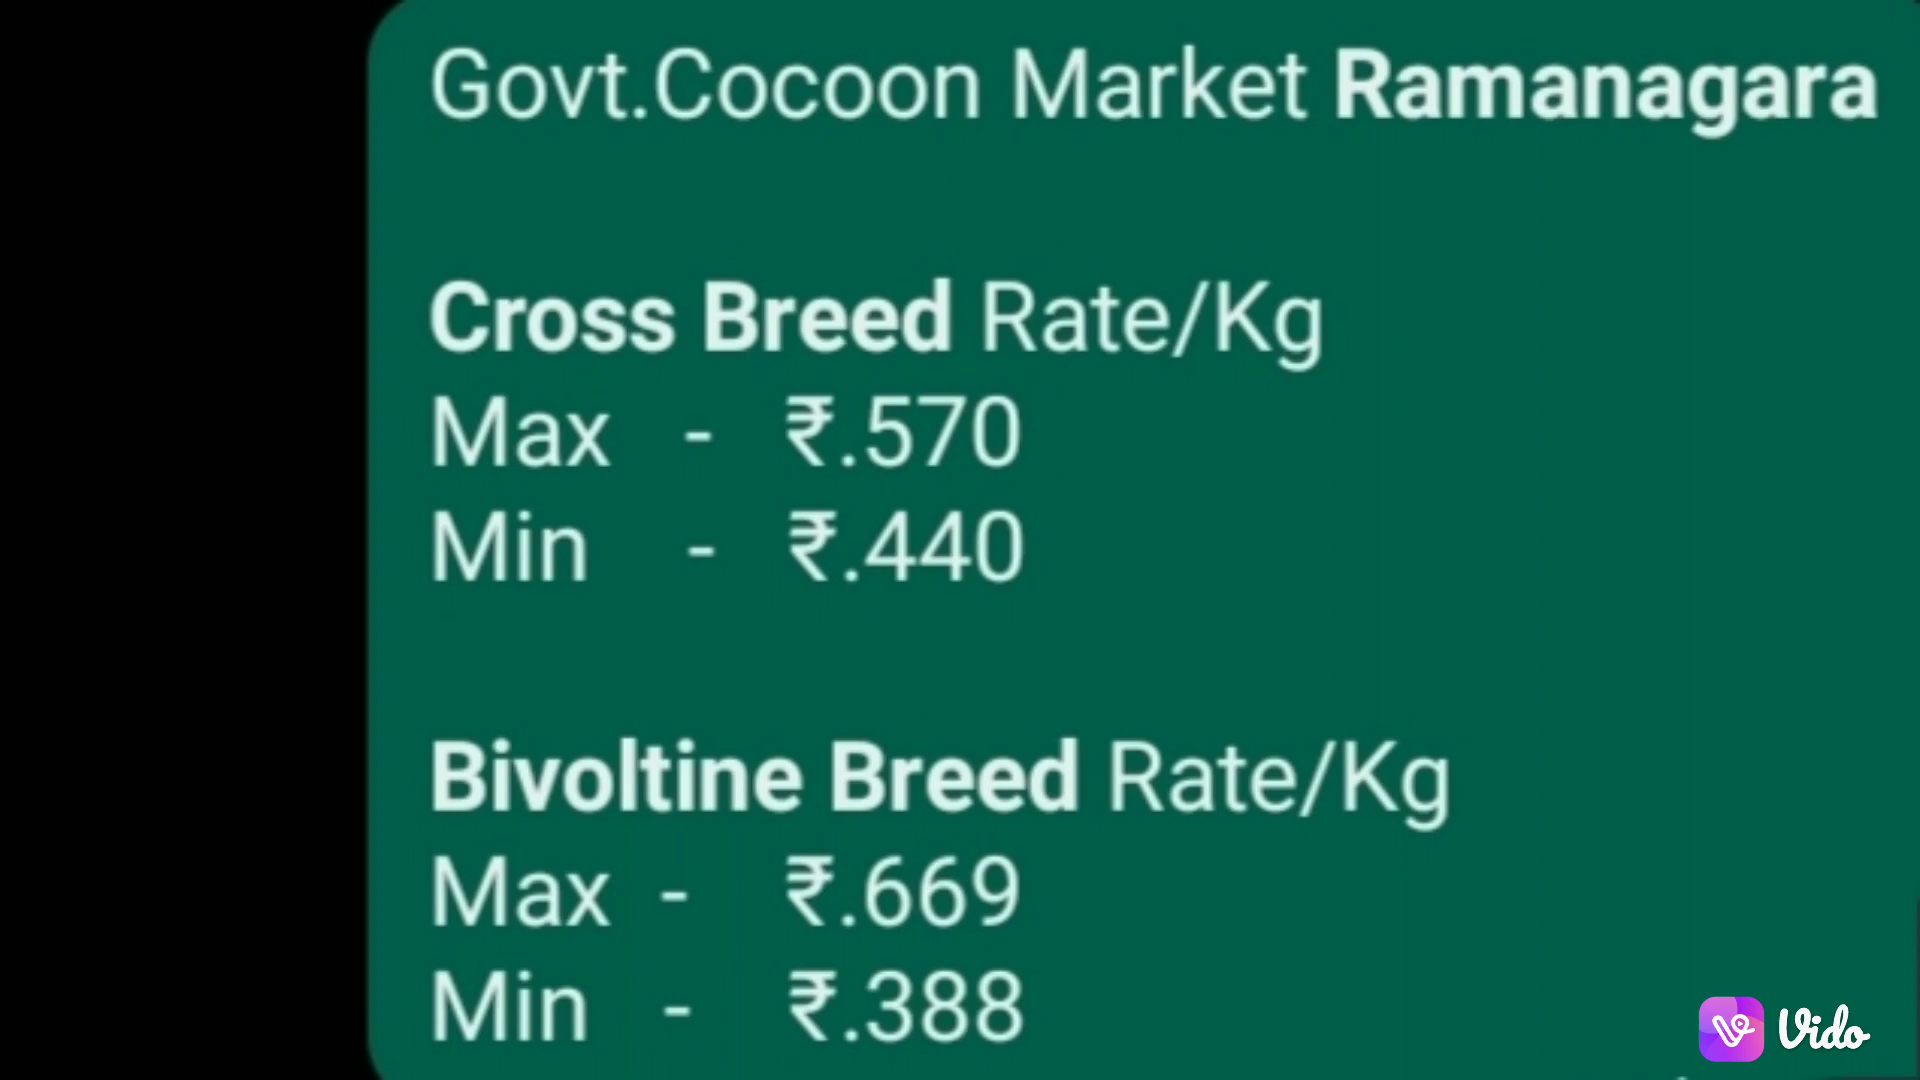 Govt.Cocoon Market Ramanagara
Cross Breed Rate/Kg
Max - ₹.570
Min - ₹.440
Bivoltine Breed Rate/Kg
Max - ₹.669
Min - ₹.388
Vido